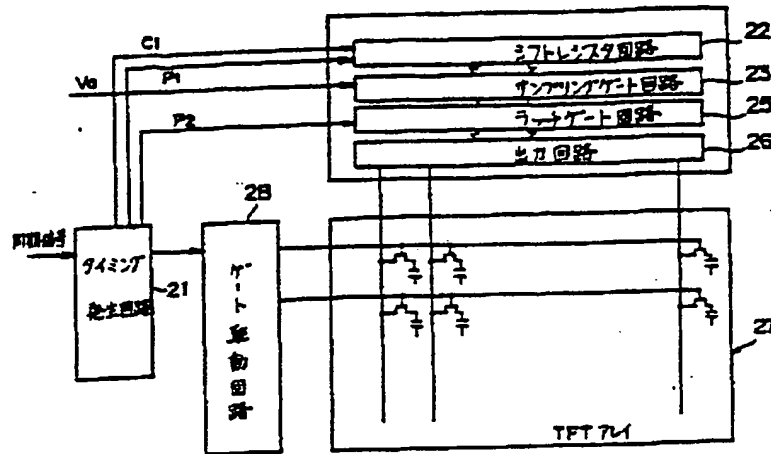 C1
シフトレジスタ回路
22
P1
Va
サンプリングゲート回路
23
ラッチゲート回路
25
P2
出力回路
26
28
同期信号
タイミング
発生回路
21
ゲート駆動回路
27
TFTアレイ